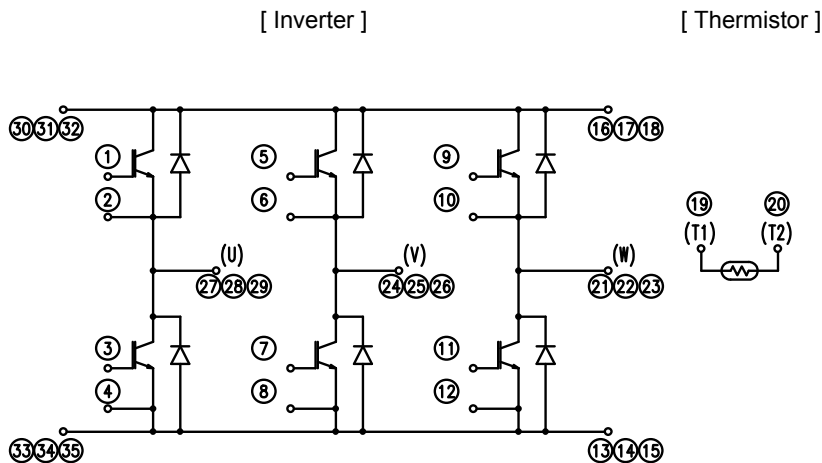 [ Inverter ] [ Thermistor ]
30 31 32 16 17 18
1 5 9
2 6 10
19 20
(T1) (T2)
(U) (V) (W)
27 28 29 24 25 26 21 22 23
3 7 11
4 8 12
33 34 35 13 14 15